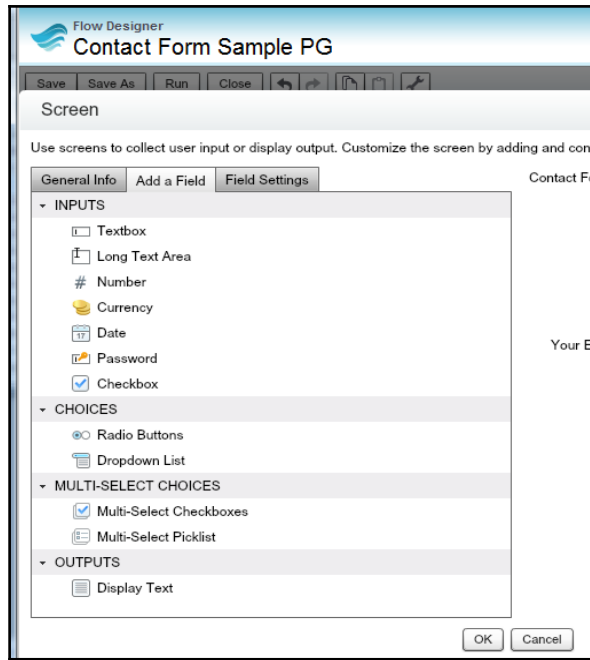 Flow Designer
Contact Form Sample PG
Save Save As Run Close
Screen
Use screens to collect user input or display output. Customize the screen by adding and con
General Info Add a Field Field Settings
Contact F
INPUTS
Textbox
Long Text Area
# Number
Currency
17 Date
Your E
Password
Checkbox
CHOICES
Radio Buttons
Dropdown List
MULTI-SELECT CHOICES
Multi-Select Checkboxes
Multi-Select Picklist
OUTPUTS
Display Text
OK Cancel